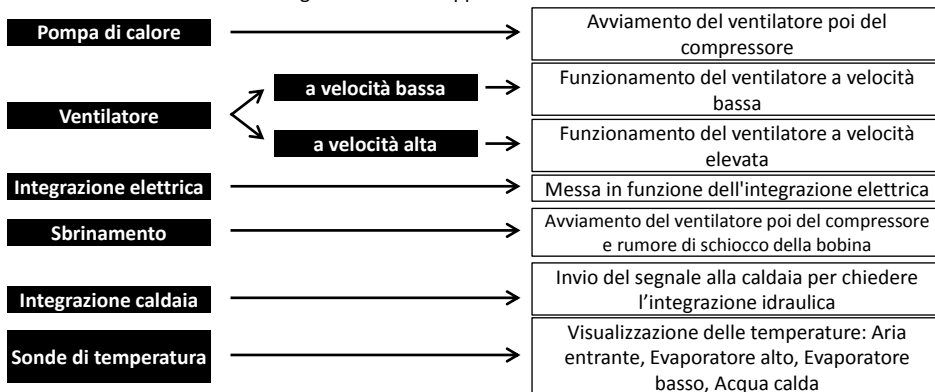 Pompa di calore
Avviamento del ventilatore poi del
compressore
Ventilatore
a velocità bassa
Funzionamento del ventilatore a velocità
bassa
a velocità alta
Funzionamento del ventilatore a velocità
elevata
Integrazione elettrica
Messa in funzione dell'integrazione elettrica
Sbrinamento
Avviamento del ventilatore poi del compressore
e rumore di schiocco della bobina
Integrazione caldaia
Invio del segnale alla caldaia per chiedere
l’integrazione idraulica
Sonde di temperatura
Visualizzazione delle temperature: Aria
entrante, Evaporatore alto, Evaporatore
basso, Acqua calda